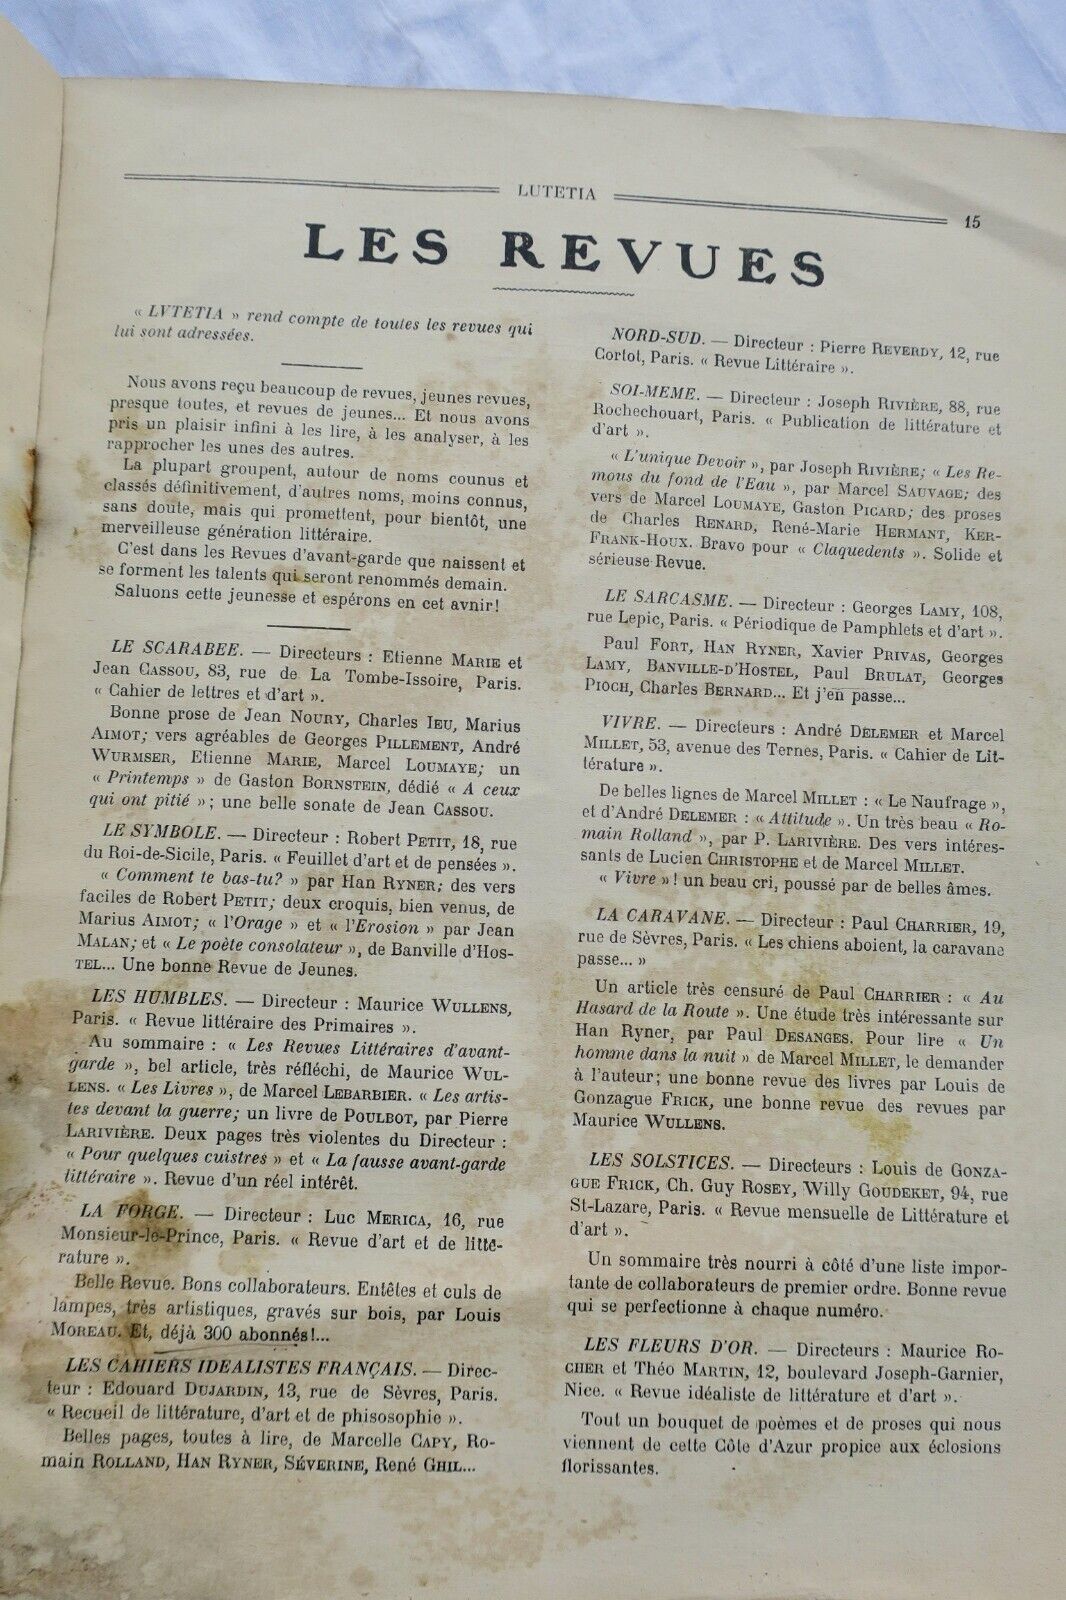 LUTETIA
15
LES REVUES
« LVTETIA » rend compte de toutes les revues qui
lui sont adressées.
Nous avons reçu beaucoup de revues, jeunes revues,
presque toutes, et revues de jeunes... Et nous avons
pris un plaisir infini à les lire, à les analyser, à les
rapprocher les unes des autres.
La plupart groupent, autour de noms counus et
classés définitivement, d'autres noms, moins connus,
sans doute, mais qui promettent, pour bientôt, une
merveilleuse génération littéraire.
C'est dans les Revues d'avant-garde que naissent et
se forment les talents qui seront renommés demain.
Saluons cette jeunesse et espérons en cet avnir!
LE SCARABEE. — Directeurs : Etienne MARIE et
Jean CASSOU, 83, rue de La Tombe-Issoire, Paris.
« Cahier de lettres et d'art ».
Bonne prose de Jean NOURY, Charles IEU, Marius
AIMOT; vers agréables de Georges PILLEMENT, André
WURMSER, Etienne MARIE, Marcel LOUMAYE; un
« Printemps » de Gaston BORNSTEIN, dédié « A ceux
qui ont pitié »; une belle sonate de Jean CASSOU.
LE SYMBOLE. — Directeur : Robert PETIT, 18, rue
du Roi-de-Sicile, Paris. « Feuillet d'art et de pensées ».
« Comment te bas-tu? » par Han RYNER; des vers
faciles de Robert PETIT; deux croquis, bien venus, de
Marius AIMOT; « l'Orage » et « l'Erosion » par Jean
MALAN; et « Le poète consolateur », de Banville d'Hos-
TEL... Une bonne Revue de Jeunes.
LES HUMBLES. — Directeur : Maurice WULLENS,
Paris. « Revue littéraire des Primaires ».
Au sommaire : « Les Revues Littéraires d'avant-
garde », bel article, très réfléchi, de Maurice WUL-
LENS. « Les Livres », de Marcel LEBARBIER. « Les artis-
tes devant la guerre; un livre de POULBOT, par Pierre
LARIVIÈRE. Deux pages très violentes du Directeur :
« Pour quelques cuistres » et « La fausse avant-garde
littéraire ». Revue d'un réel intérêt.
LA FORGE. — Directeur : Luc MERICA, 16, rue
Monsieur-le-Prince, Paris. « Revue d'art et de litté-
rature ».
Belle Revue. Bons collaborateurs. Entêtes et culs de
lampes, très artistiques, gravés sur bois, par Louis
MOREAU. Et, déjà 300 abonnés!...
LES CAHIERS IDEALISTES FRANÇAIS. — Direc-
teur : Edouard DUJARDIN, 13, rue de Sèvres, Paris.
« Recueil de littérature, d'art et de phisosophie ».
Belles pages, toutes à lire, de Marcelle CAPY, Ro-
main ROLLAND, HAN RYNER, SÉVERINE, René GHIL...
NORD-SUD. — Directeur : Pierre REVERDY, 12, rue
Cortot, Paris. « Revue Littéraire ».
SOI-MEME. — Directeur : Joseph RIVIÈRE, 88, rue
Rochechouart, Paris. « Publication de littérature et
d'art ».
« L'unique Devoir », par Joseph RIVIÈRE; « Les Re-
mous du fond de l'Eau », par Marcel SAUVAGE; des
vers de Marcel LOUMAYE, Gaston PICARD; des proses
de Charles RENARD, René-Marie HERMANT, KER-
FRANK-HOUX. Bravo pour « Claquedents ». Solide et
sérieuse Revue.
LE SARCASME. — Directeur : Georges LAMY, 108,
rue Lepic, Paris. « Périodique de Pamphlets et d'art ».
Paul FORT, HAN RYNER, Xavier PRIVAS, Georges
LAMY, BANVILLE-D'HOSTEL, Paul BRULAT, Georges
PIOCH, Charles BERNARD... Et j'en passe...
VIVRE. — Directeurs : André DELEMER et Marcel
MILLET, 53, avenue des Ternes, Paris. « Cahier de Lit-
térature ».
De belles lignes de Marcel MILLET : « Le Naufrage »,
et d'André DELEMER : « Attitude ». Un très beau « Ro-
main Rolland », par P. LARIVIÈRE. Des vers intéres-
sants de Lucien CHRISTOPHE et de Marcel MILLET.
« Vivre »! un beau cri, poussé par de belles âmes.
LA CARAVANE. — Directeur : Paul CHARRIER, 19,
rue de Sèvres, Paris. « Les chiens aboient, la caravane
passe... »
Un article très censuré de Paul CHARRIER : « Au
Hasard de la Route ». Une étude très intéressante sur
Han Ryner, par Paul DESANGES. Pour lire « Un
homme dans la nuit » de Marcel MILLET, le demander
à l'auteur; une bonne revue des livres par Louis de
Gonzague FRICK, une bonne revue des revues par
Maurice WULLENS.
LES SOLSTICES. — Directeurs : Louis de GONZA-
GUE FRICK, Ch. Guy ROSEY, Willy GOUDEKET, 94, rue
St-Lazare, Paris. « Revue mensuelle de Littérature et
d'art ».
Un sommaire très nourri à côté d'une liste impor-
tante de collaborateurs de premier ordre. Bonne revue
qui se perfectionne à chaque numéro.
LES FLEURS D'OR. — Directeurs : Maurice RO-
CHER et Théo MARTIN, 12, boulevard Joseph-Garnier,
Nice. « Revue idéaliste de littérature et d'art ».
Tout un bouquet de poèmes et de proses qui nous
viennent de cette Côte d'Azur propice aux éclosions
florissantes.